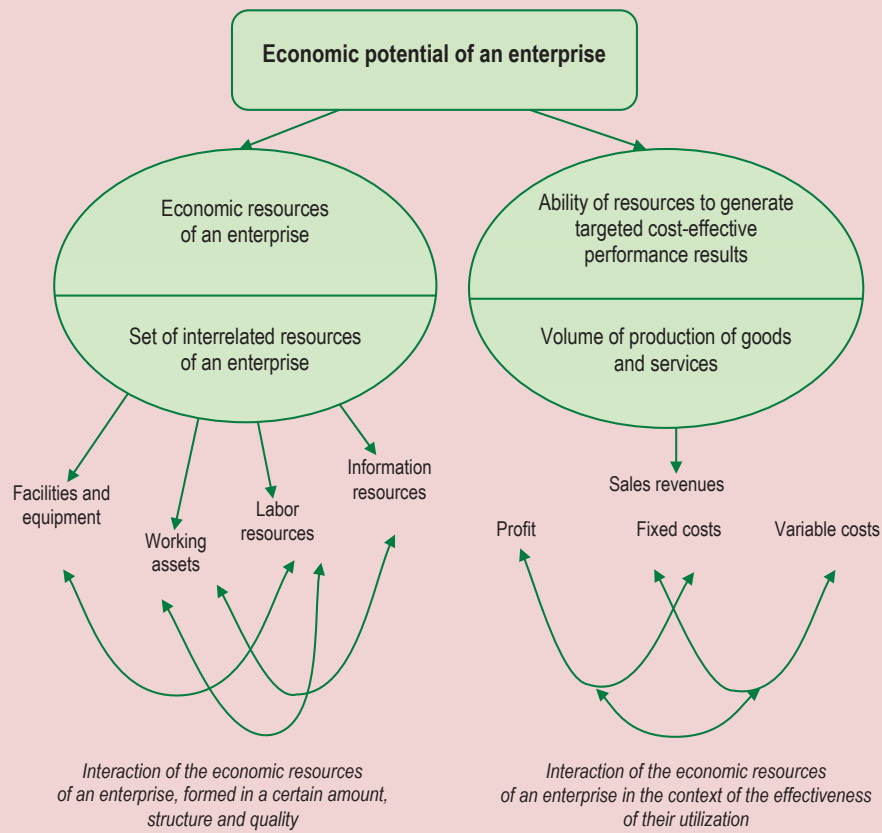 Economic potential of an enterprise
Economic resources
of an enterprise
Set of interrelated resources
of an enterprise
Ability of resources to generate
targeted cost-effective
performance results
Volume of production of goods
and services
Facilities and
equipment
Working
assets
Labor
resources
Information
resources
Sales revenues
Profit
Fixed costs
Variable costs
Interaction of the economic resources
of an enterprise, formed in a certain amount,
structure and quality
Interaction of the economic resources
of an enterprise in the context of the effectiveness
of their utilization